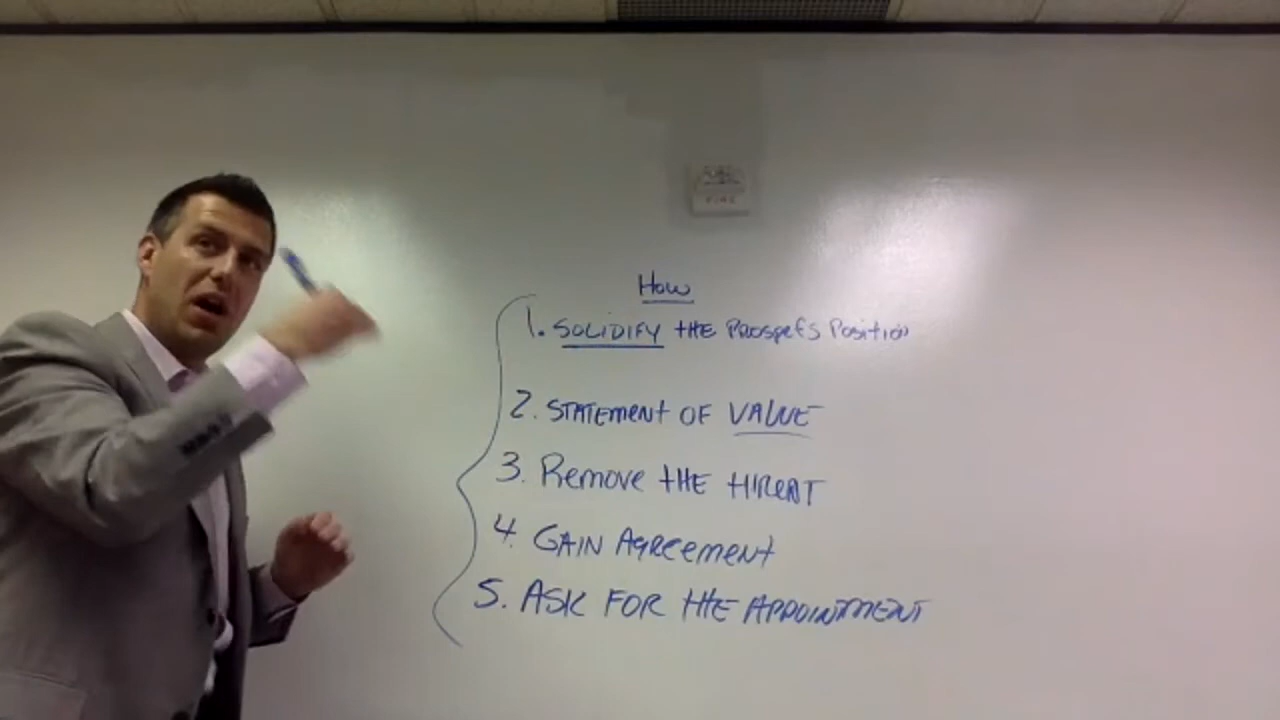 FIRE
How
1. SOLIDIFY THE PROSPECTS POSITION
2. STATEMENT OF VALUE
3. Remove THE THREAT
4. GAIN AGREEMENT
5. ASK FOR THE APPOINTMENT